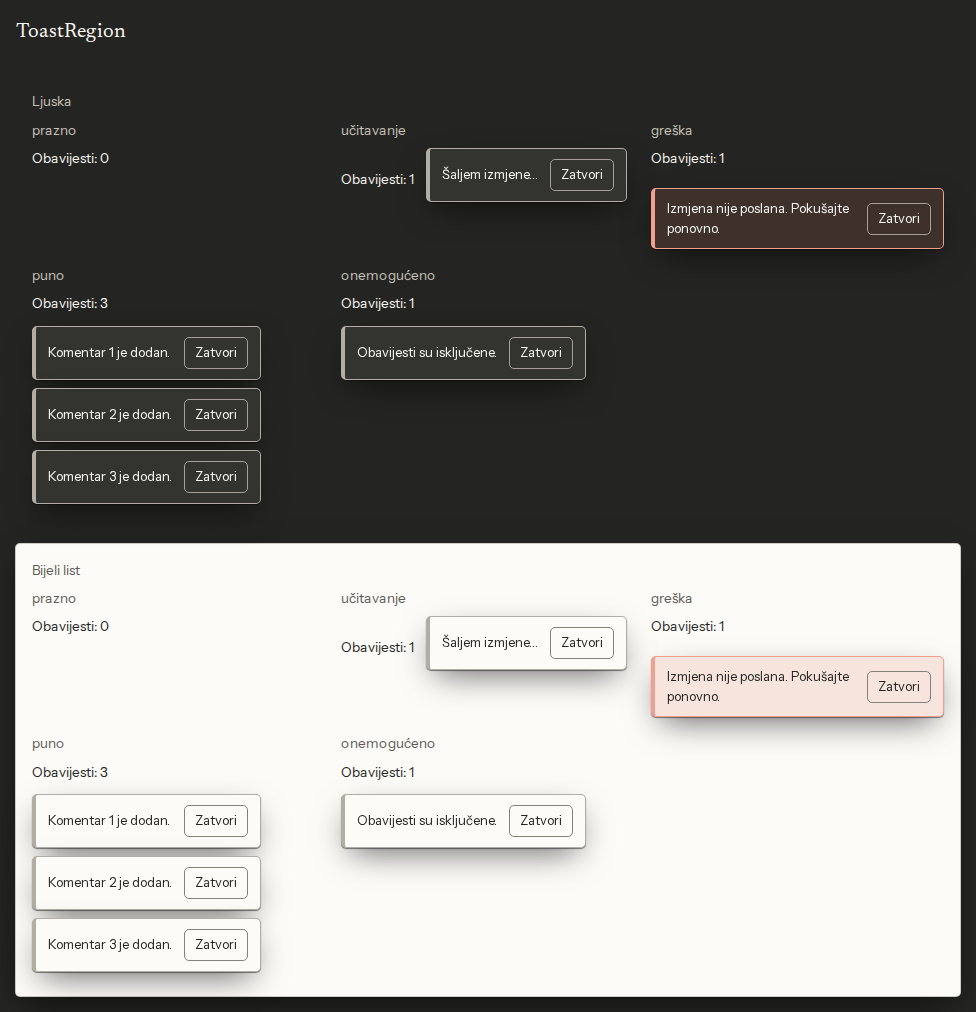 ToastRegion
Ljuska
prazno
Obavijesti: 0
učitavanje
Obavijesti: 1
Šaljem izmjene…
Zatvori
greška
Obavijesti: 1
Izmjena nije poslana. Pokušajte
ponovno.
Zatvori
puno
Obavijesti: 3
Komentar 1 je dodan.
Zatvori
Komentar 2 je dodan.
Zatvori
Komentar 3 je dodan.
Zatvori
onemogućeno
Obavijesti: 1
Obavijesti su isključene.
Zatvori
Bijeli list
prazno
Obavijesti: 0
učitavanje
Obavijesti: 1
Šaljem izmjene…
Zatvori
greška
Obavijesti: 1
Izmjena nije poslana. Pokušajte
ponovno.
Zatvori
puno
Obavijesti: 3
Komentar 1 je dodan.
Zatvori
Komentar 2 je dodan.
Zatvori
Komentar 3 je dodan.
Zatvori
onemogućeno
Obavijesti: 1
Obavijesti su isključene.
Zatvori